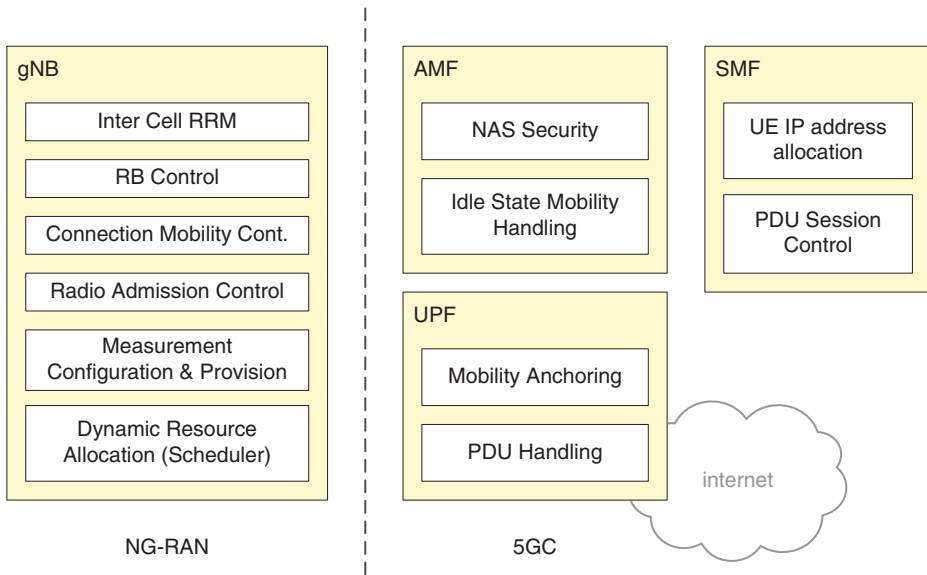 gNB
Inter Cell RRM
RB Control
Connection Mobility Cont.
Radio Admission Control
Measurement
Configuration & Provision
Dynamic Resource
Allocation (Scheduler)
NG-RAN
AMF
NAS Security
Idle State Mobility
Handling
SMF
UE IP address
allocation
PDU Session
Control
UPF
Mobility Anchoring
PDU Handling
internet
5GC